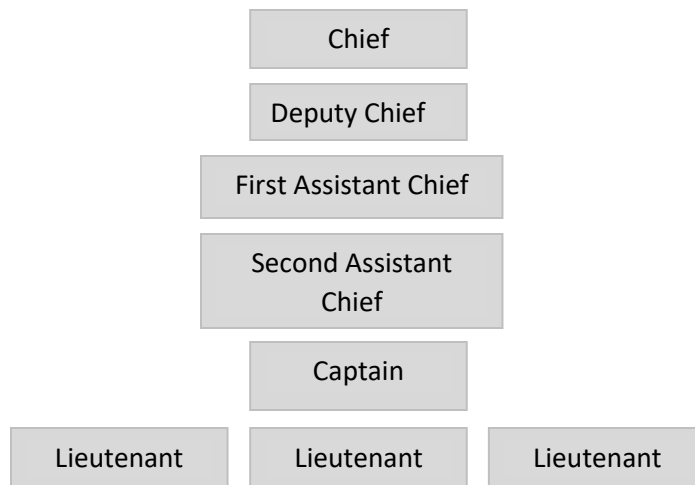 Chief
Deputy Chief
First Assistant Chief
Second Assistant
Chief
Captain
Lieutenant Lieutenant Lieutenant